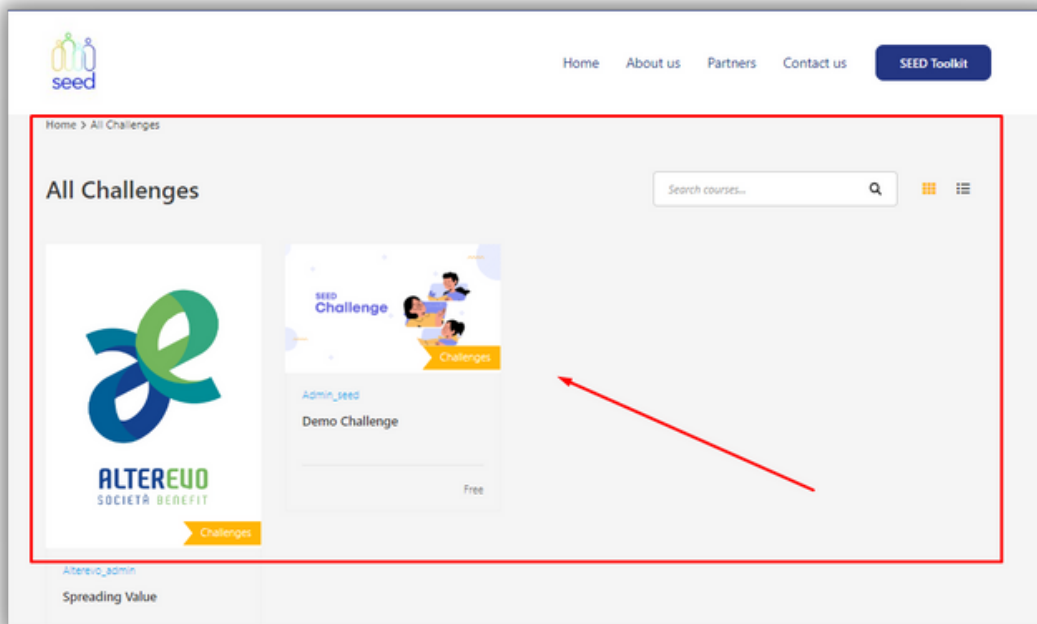 seed
Home About us Partners Contact us SEED Toolkit
Home > All Challenges
All Challenges
Search courses...
SEED
Challenge
Challenges
Admin_seed
Demo Challenge
Free
ALTEREVO
SOCIETÀ BENEFIT
Challenges
Alterevo_admin
Spreading Value